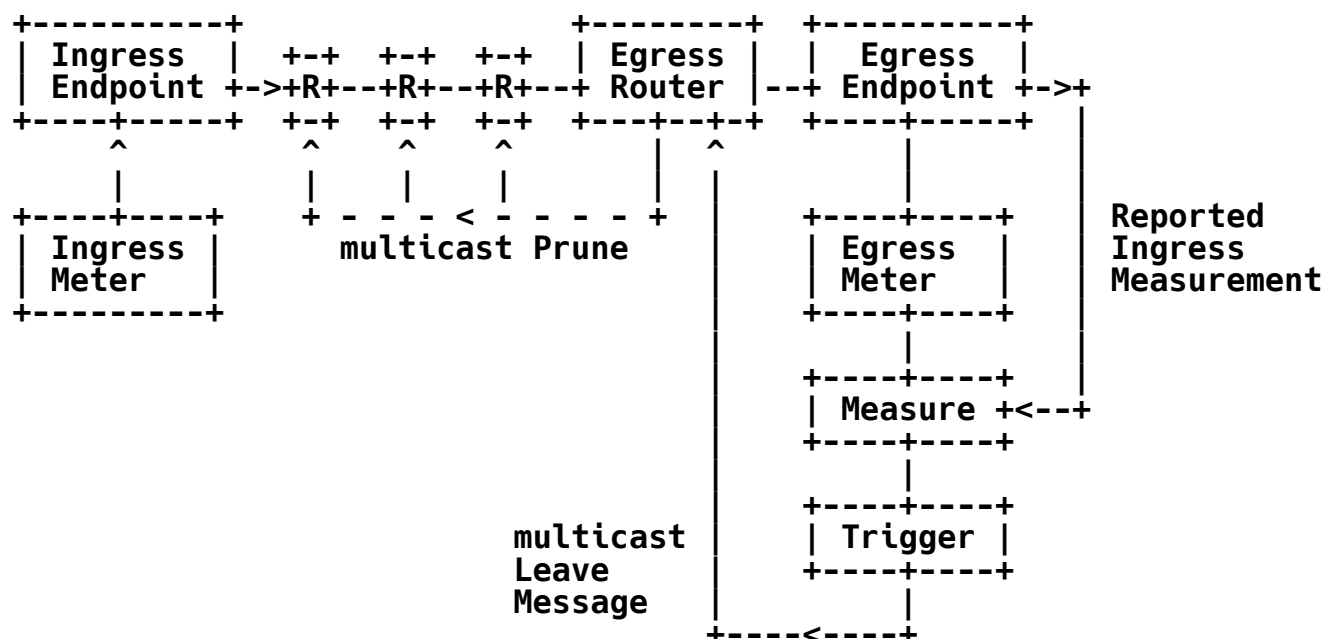 Ingress
Endpoint
R
R
R
Egress
Router
Egress
Endpoint
Ingress
Meter
multicast Prune
Egress
Meter
Reported
Ingress
Measurement
Measure
Trigger
multicast
Leave
Message